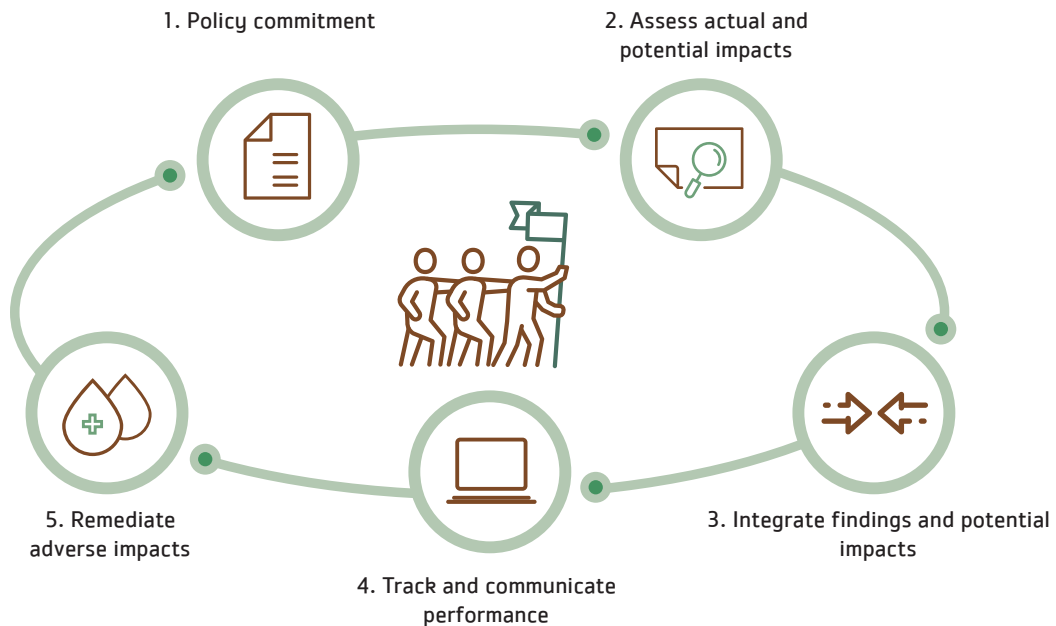 1. Policy commitment
2. Assess actual and
potential impacts
3. Integrate findings and potential
impacts
4. Track and communicate
performance
5. Remediate
adverse impacts